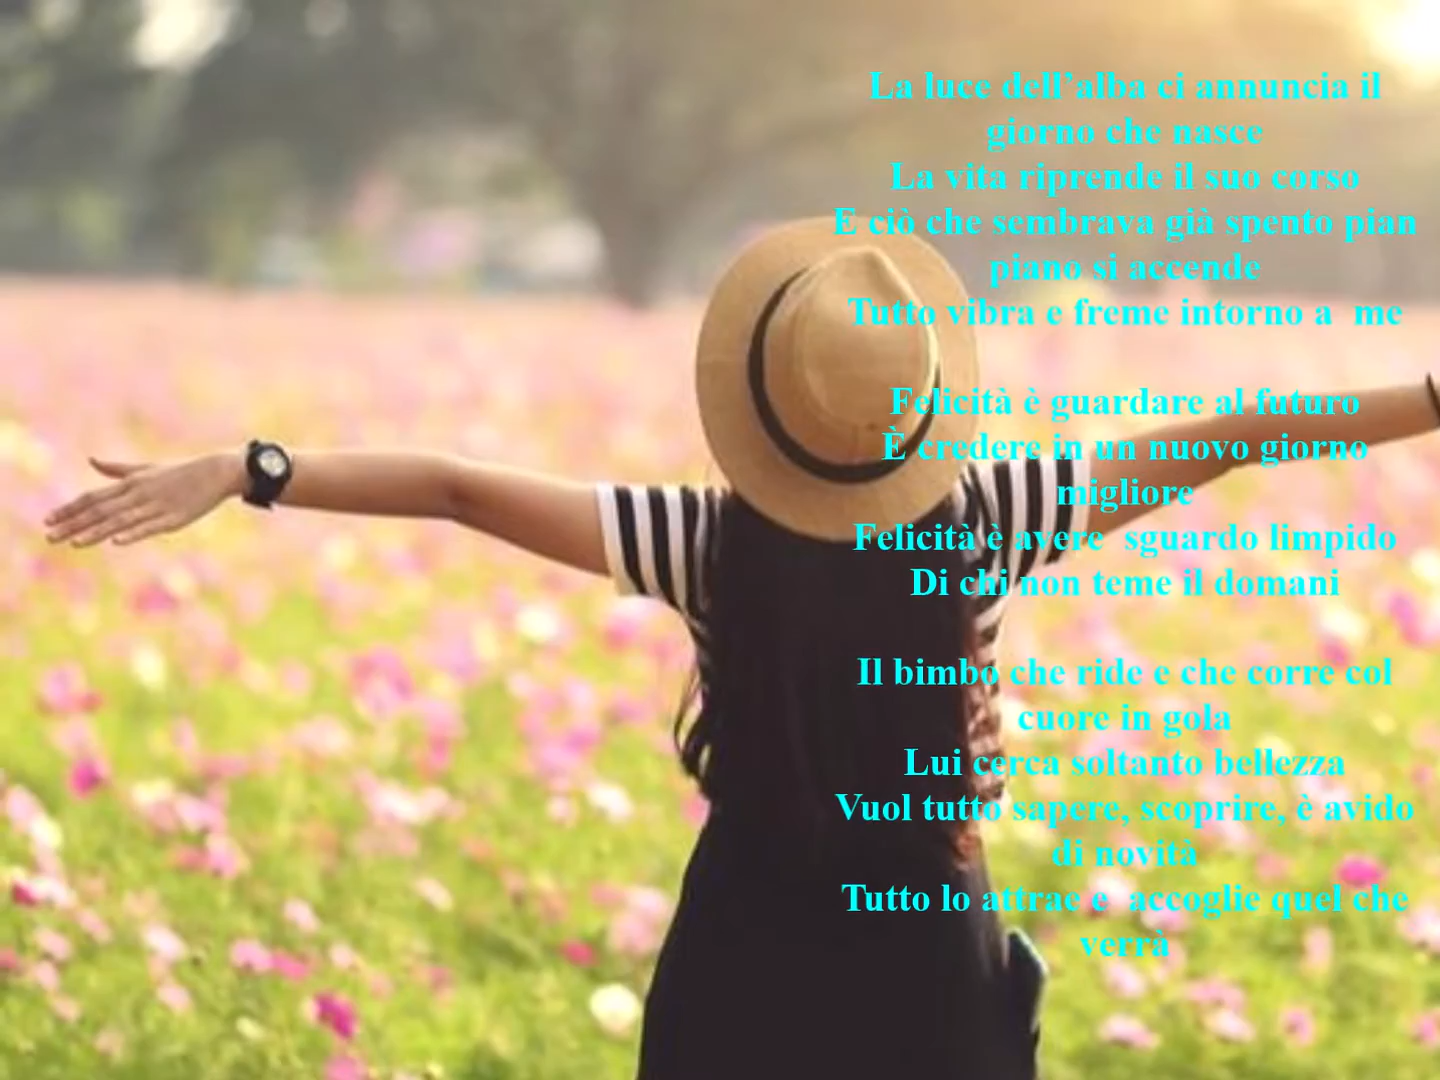 La luce dell’alba ci annuncia il
giorno che nasce
La vita riprende il suo corso
E ciò che sembrava già spento pian
piano si accende
Tutto vibra e freme intorno a  me
Felicità è guardare al futuro
È credere in un nuovo giorno
migliore
Felicità è avere  sguardo limpido
Di chi non teme il domani
Il bimbo che ride e che corre col
cuore in gola
Lui cerca soltanto bellezza
Vuol tutto sapere, scoprire, è avido
di novità
Tutto lo attrae e  accoglie quel che
verrà